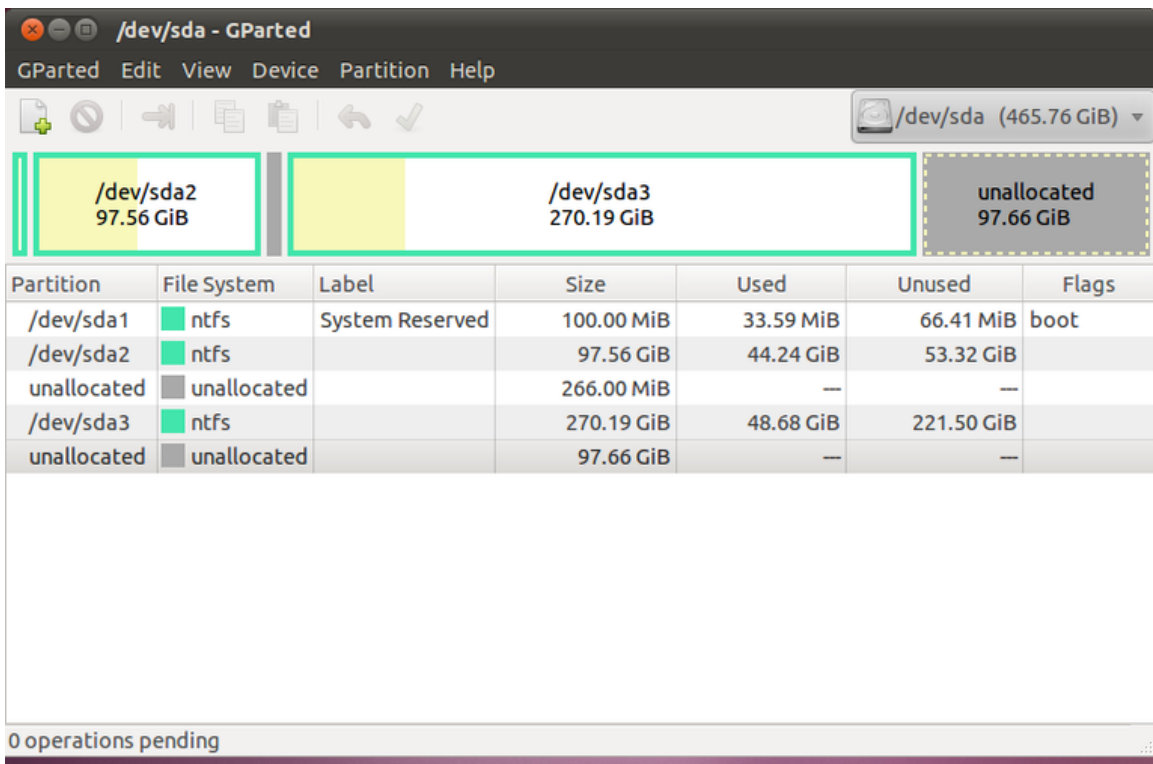 /dev/sda - GParted
GParted Edit View Device Partition Help
/dev/sda (465.76 GiB)
/dev/sda2
97.56 GiB
/dev/sda3
270.19 GiB
unallocated
97.66 GiB
Partition File System Label Size Used Unused Flags
/dev/sda1 ntfs System Reserved 100.00 MiB 33.59 MiB 66.41 MiB boot
/dev/sda2 ntfs 97.56 GiB 44.24 GiB 53.32 GiB
unallocated unallocated 266.00 MiB --- ---
/dev/sda3 ntfs 270.19 GiB 48.68 GiB 221.50 GiB
unallocated unallocated 97.66 GiB --- ---
0 operations pending